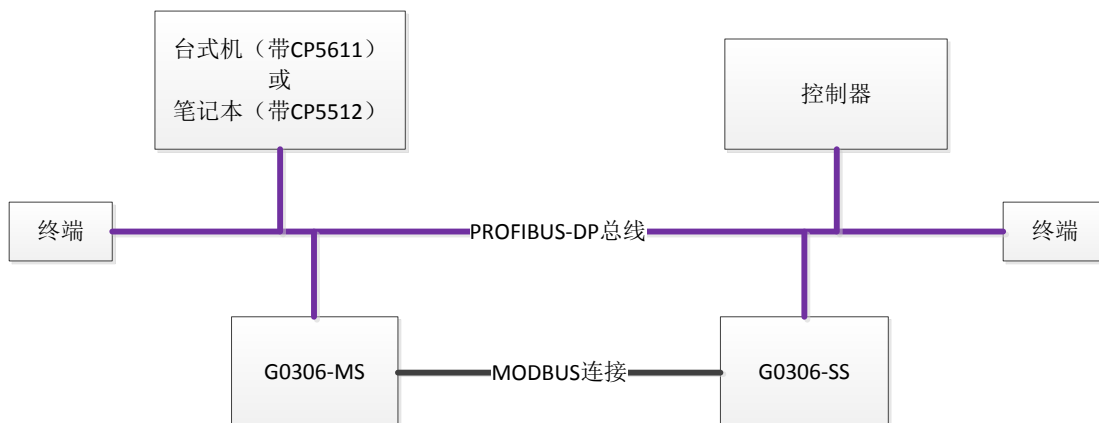 台式机（带CP5611）
或
笔记本（带CP5512）
控制器
终端
PROFIBUS-DP总线
终端
G0306-MS
MODBUS连接
G0306-SS